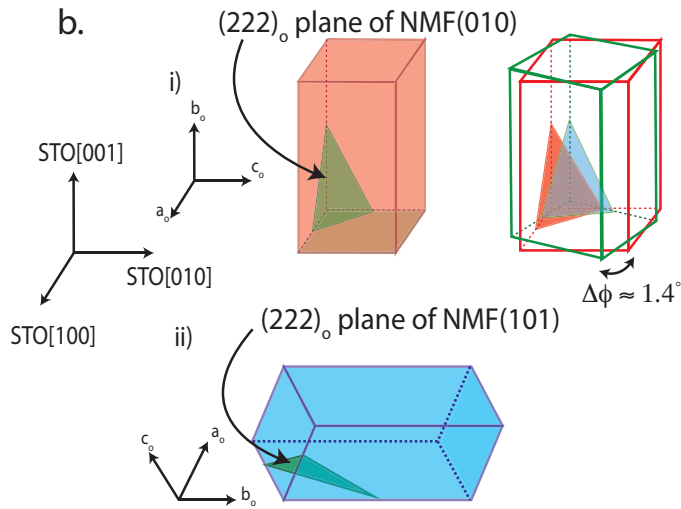 b.
(222)ₒ plane of NMF(010)
i)
bₒ
cₒ
aₒ
STO[001]
STO[010]
STO[100]
Δϕ ≈ 1.4°
(222)ₒ plane of NMF(101)
ii)
cₒ
aₒ
bₒ